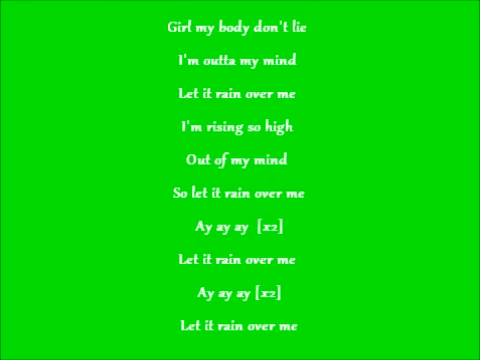 Girl my body don't lie
I'm outta my mind
Let it rain over me
I'm rising so high
Out of my mind
So let it rain over me
Ay ay ay [x2]
Let it rain over me
Ay ay ay [x2]
Let it rain over me